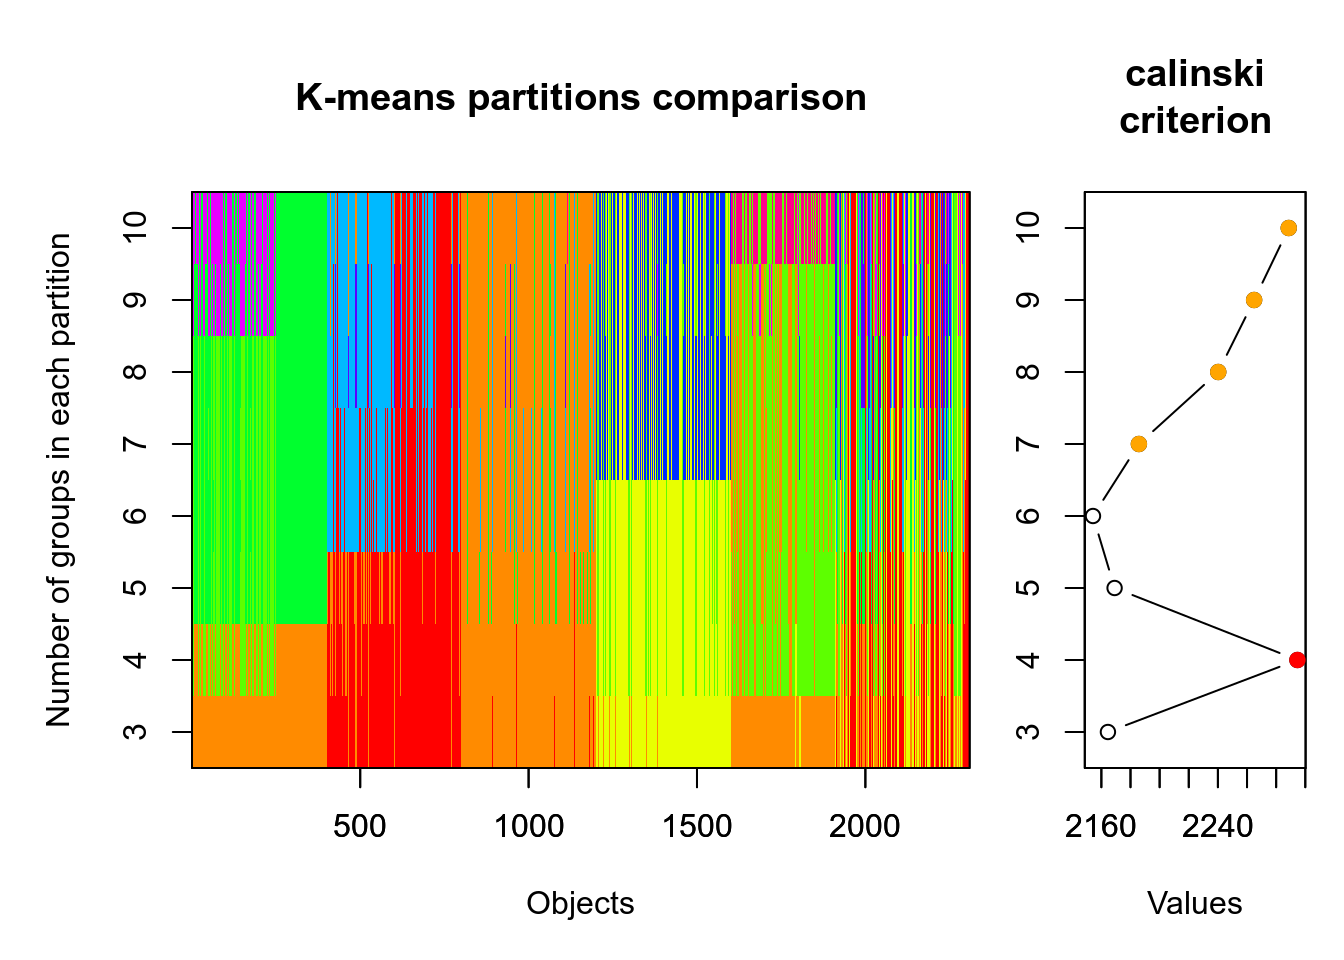 K-means partitions comparison
calinski
criterion
Number of groups in each partition
10
9
8
7
6
5
4
3
500 1000 1500 2000
Objects
10
9
8
7
6
5
4
3
2160 2240
Values